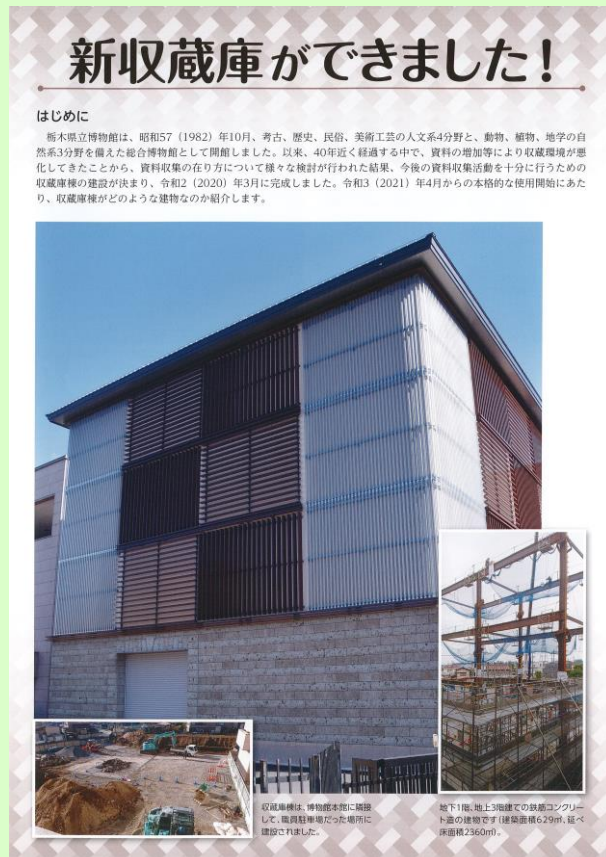 新収蔵庫ができました！
はじめに
栃木県立博物館は、昭和57（1982）年10月、考古、歴史、民俗、美術工芸の人文系4分野と、動物、植物、地学の自
然系3分野を備えた総合博物館として開館しました。以来、40年近く経過する中で、資料の増加等により収蔵環境が悪
化してきたことから、資料収集の在り方について様々な検討が行われた結果、今後の資料収集活動を十分に行うための
収蔵庫棟の建設が決まり、令和2（2020）年3月に完成しました。令和3（2021）年4月からの本格的な使用開始にあた
り、収蔵庫棟がどのような建物なのか紹介します。
収蔵庫棟は、博物館本館に隣接
して、職員駐車場だった場所に
建設されました。
地下1階、地上3階建ての鉄筋コンクリー
ト造の建物です（建築面積629㎡、延べ
床面積2360㎡）。